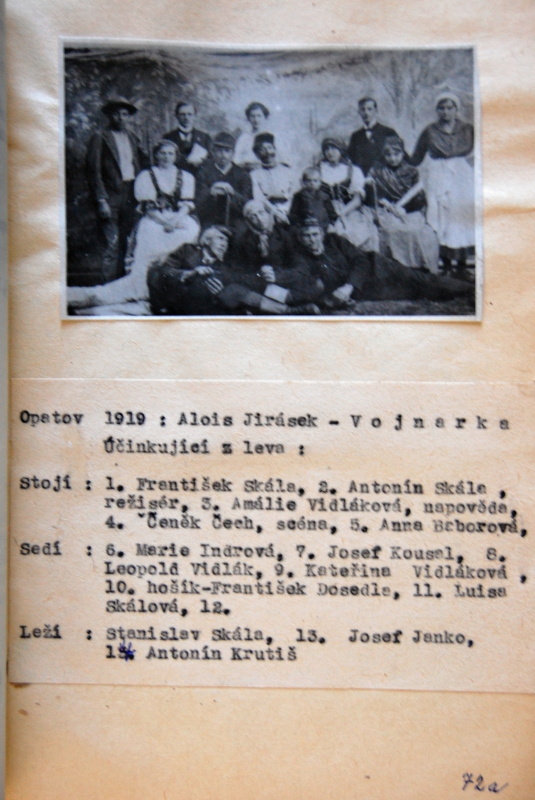 Opatov 1919 : Alois Jirásek - V o j n a r k a
Účinkující z leva :
Stojí : 1. František Skála, 2. Antonín Skála ,
režisér, 3. Amálie Vidláková, napověda,
4. Čeněk Čech, scéna, 5. Anna Bcborová,
Sedí : 6. Marie Indrová, 7. Josef Kousal, 8.
Leopold Vidlák, 9. Kateřina Vidláková ,
10. hošík-František Dosedla, 11. Luisa
Skálová, 12.
Leží : Stanislav Skála, 13. Josef Janko,
14 Antonín Krutiš
72a